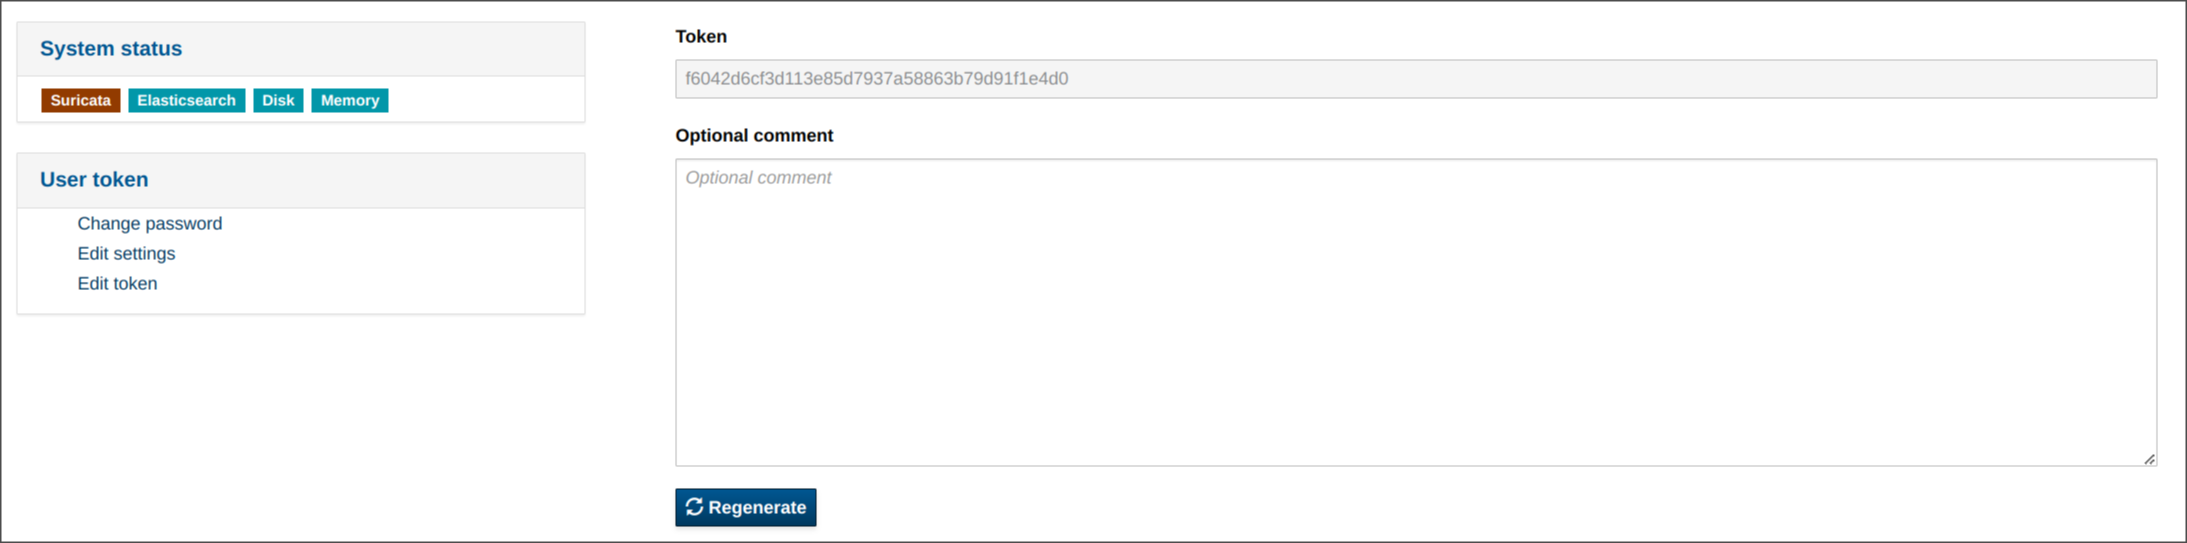 System status
Suricata Elasticsearch Disk Memory
User token
Change password
Edit settings
Edit token
Token
f6042d6cf3d113e85d7937a58863b79d91f1e4d0
Optional comment
Optional comment
Regenerate